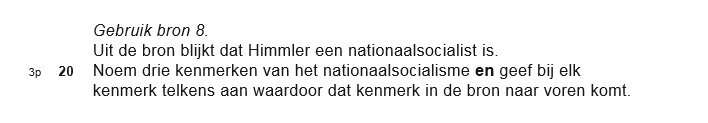 Gebruik bron 8.
Uit de bron blijkt dat Himmler een nationaalsocialist is.
3p 20 Noem drie kenmerken van het nationaalsocialisme en geef bij elk
kenmerk telkens aan waardoor dat kenmerk in de bron naar voren komt.